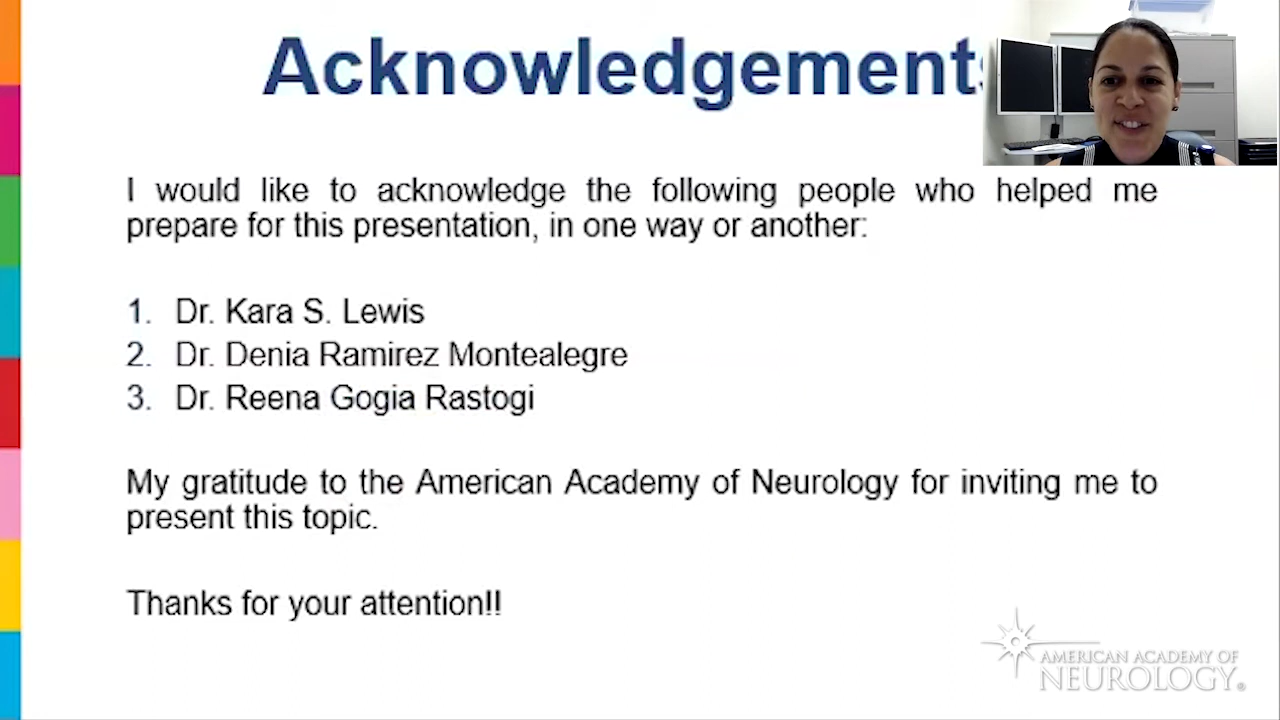 Acknowledgements
I would like to acknowledge the following people who helped me
prepare for this presentation, in one way or another:
1. Dr. Kara S. Lewis
2. Dr. Denia Ramirez Montealegre
3. Dr. Reena Gogia Rastogi
My gratitude to the American Academy of Neurology for inviting me to
present this topic.
Thanks for your attention!!
AMERICAN ACADEMY OF
NEUROLOGY®